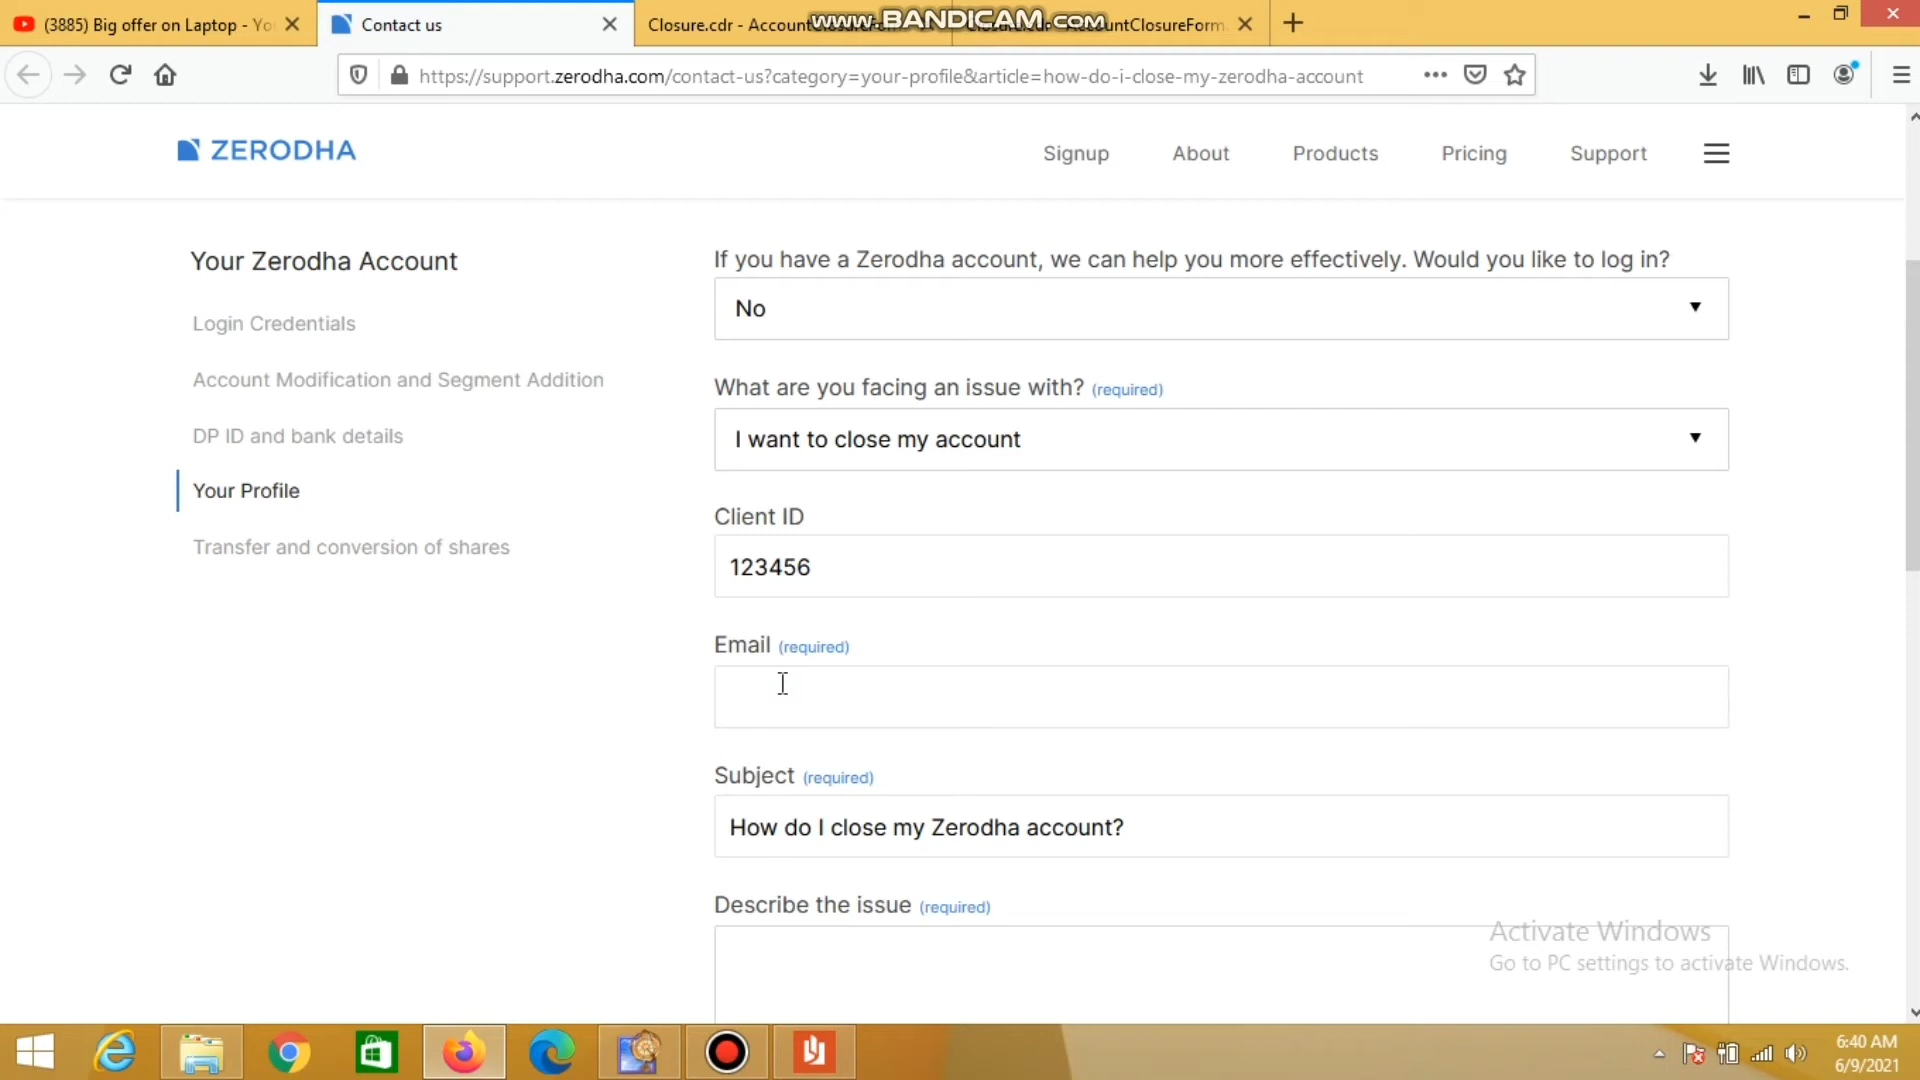 (3885) Big offer on Laptop - Yo
Contact us
Closure.cdr - Account
AccountClosureForm.
www.BANDICAM.com
https://support.zerodha.com/contact-us?category=your-profile&article=how-do-i-close-my-zerodha-account
ZERODHA
Signup
About
Products
Pricing
Support
Your Zerodha Account
Login Credentials
Account Modification and Segment Addition
DP ID and bank details
Your Profile
Transfer and conversion of shares
If you have a Zerodha account, we can help you more effectively. Would you like to log in?
No
What are you facing an issue with? (required)
I want to close my account
Client ID
123456
Email (required)
Subject (required)
How do I close my Zerodha account?
Describe the issue (required)
Activate Windows
Go to PC settings to activate Windows.
6:40 AM
6/9/2021